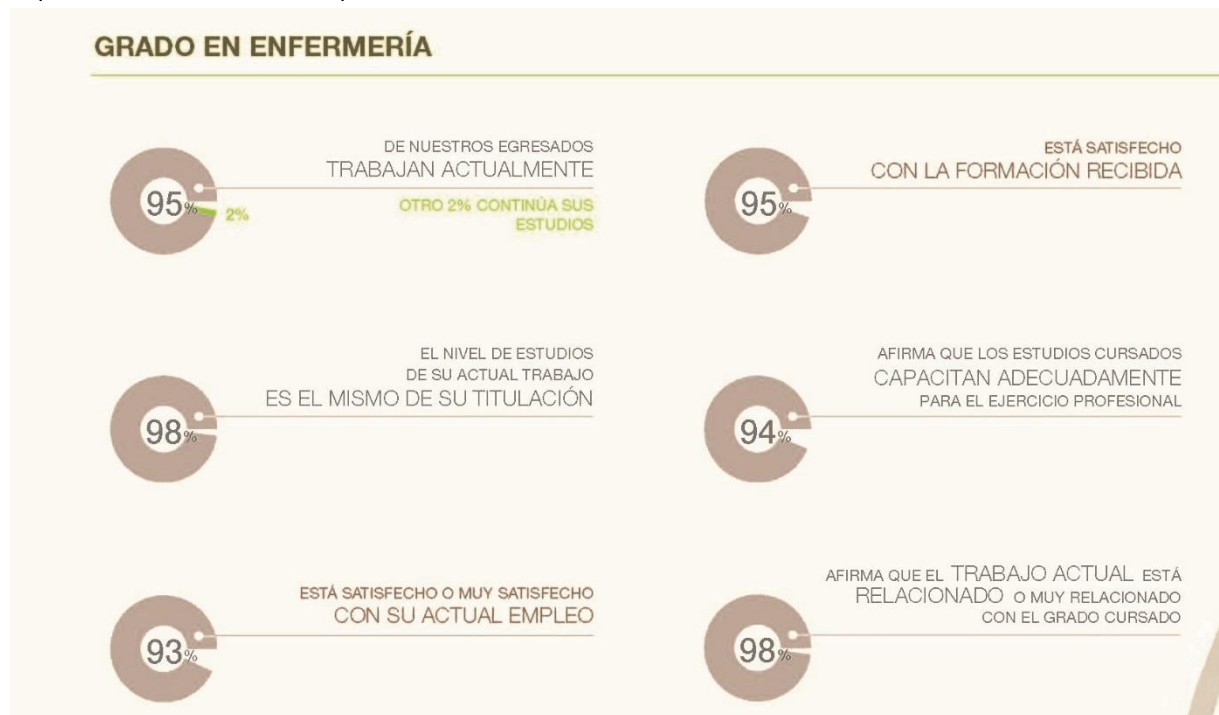 GRADO EN ENFERMERÍA
DE NUESTROS EGRESADOS
TRABAJAN ACTUALMENTE
95%
2%
OTRO 2% CONTINÚA SUS
ESTUDIOS
ESTÁ SATISFECHO
CON LA FORMACIÓN RECIBIDA
95%
EL NIVEL DE ESTUDIOS
DE SU ACTUAL TRABAJO
ES EL MISMO DE SU TITULACIÓN
98%
AFIRMA QUE LOS ESTUDIOS CURSADOS
CAPACITAN ADECUADAMENTE
PARA EL EJERCICIO PROFESIONAL
94%
ESTÁ SATISFECHO O MUY SATISFECHO
CON SU ACTUAL EMPLEO
93%
AFIRMA QUE EL TRABAJO ACTUAL ESTÁ
RELACIONADO O MUY RELACIONADO
CON EL GRADO CURSADO
98%